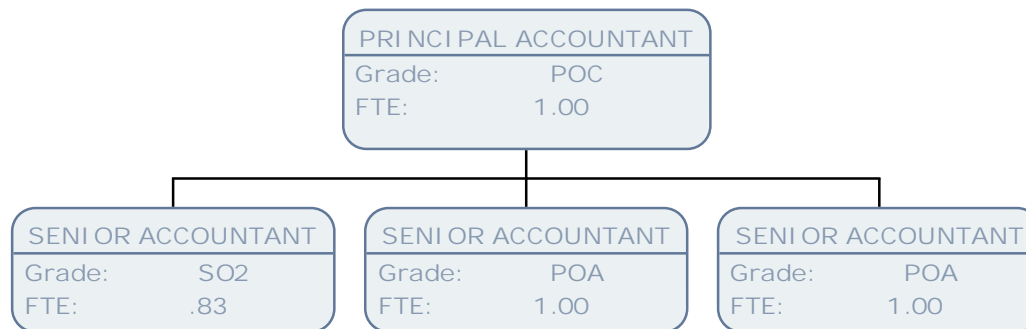 PRINCIPAL ACCOUNTANT
Grade: POC
FTE: 1.00
SENIOR ACCOUNTANT
Grade: SO2
FTE: .83
SENIOR ACCOUNTANT
Grade: POA
FTE: 1.00
SENIOR ACCOUNTANT
Grade: POA
FTE: 1.00